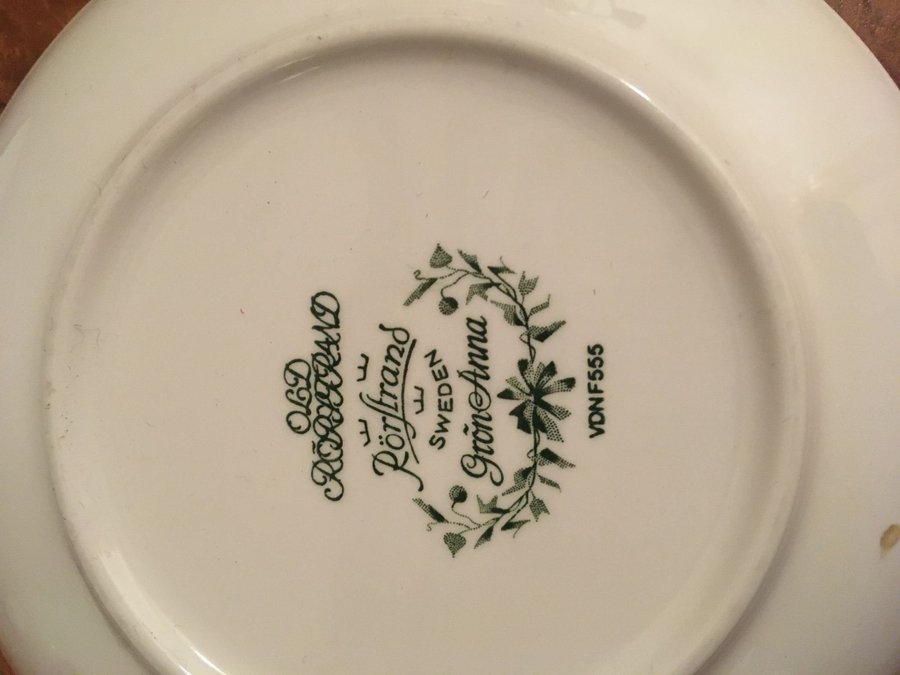 OLD
RÖRSTRAND
Rörstrand
SWEDEN
Grön Anna
VDN F555